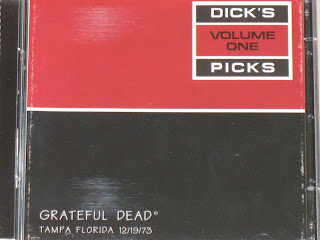 DICK'S
VOLUME
ONE
PICKS
GRATEFUL DEAD®
TAMPA FLORIDA 12/19/73